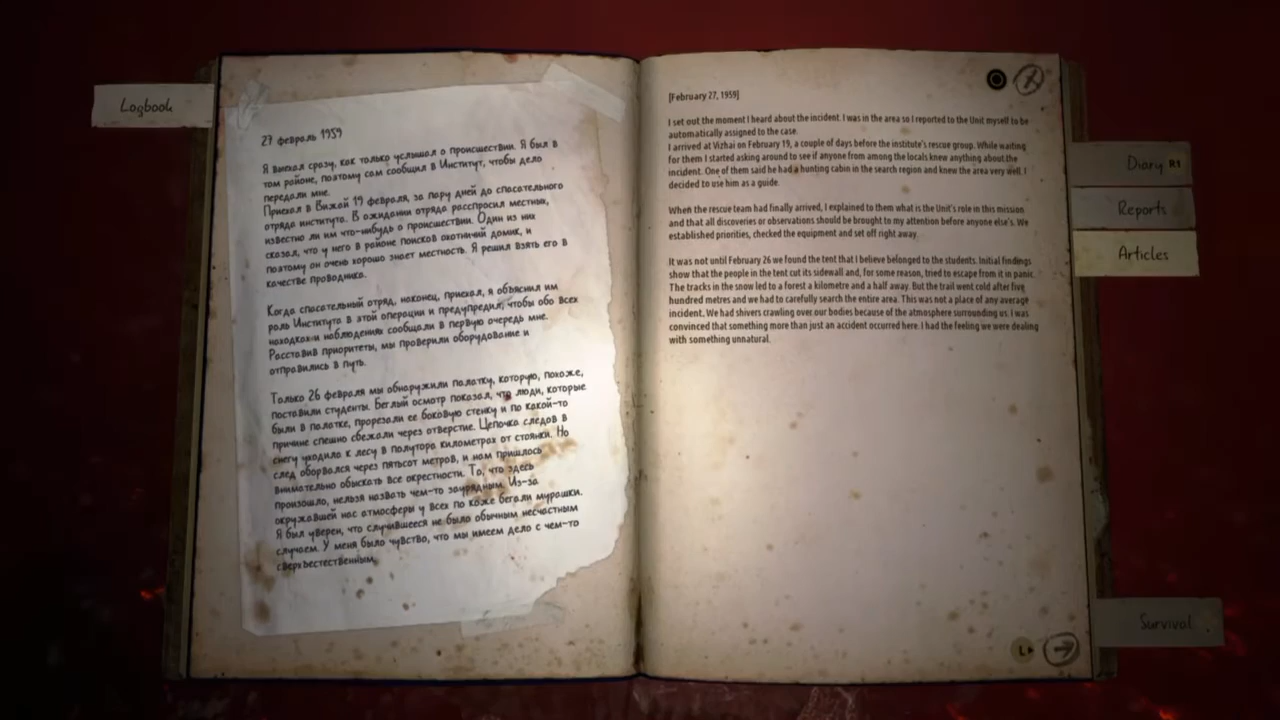 Logbook
27 февраль 1959
Я выехал сразу, как только услышал о происшествии. Я был в
том районе, поэтому сам сообщил в Институт, чтобы дело
передали мне.
Приехал в Вижай 19 февраля, за пару дней до спасательного
отряда института. В ожидании отряда расспросил местных,
известно ли им что-нибудь о происшествии. Один из них
сказал, что у него в районе поисков охотничий домик, и
поэтому он очень хорошо знает местность. Я решил взять его в
качестве проводника.
Когда спасательный отряд, наконец, приехал, я объяснил им
роль Института в этой операции и предупредил, чтобы обо всех
находках и наблюдениях сообщали в первую очередь мне.
Расставив приоритеты, мы проверили оборудование и
отправились в путь.
Только 26 февраля мы обнаружили палатку, которую, похоже,
поставили студенты. Беглый осмотр показал, что люди, которые
были в палатке, прорезали ее боковую стенку и по какой-то
причине спешно сбежали через отверстие. Цепочка следов в
снегу уходила к лесу в полутора километрах от стоянки. Но
след оборвался через пятьсот метров, и нам пришлось
внимательно обыскать все окрестности. То, что здесь
произошло, нельзя назвать чем-то заурядным. Из-за
окружавшей нас атмосферы у всех по коже бегали мурашки.
Я был уверен, что случившееся не было обычным несчастным
случаем. У меня было чувство, что мы имеем дело с чем-то
сверхъестественным.
[February 27, 1959]
I set out the moment I heard about the incident. I was in the area so I reported to the Unit myself to be
automatically assigned to the case.
I arrived at Vizhai on February 19, a couple of days before the institute's rescue group. While waiting
for them I started asking around to see if anyone from among the locals knew anything about the
incident. One of them said he had a hunting cabin in the search region and knew the area very well. I
decided to use him as a guide.
When the rescue team had finally arrived, I explained to them what is the Unit's role in this mission
and that all discoveries or observations should be brought to my attention before anyone else's. We
established priorities, checked the equipment and set off right away.
It was not until February 26 we found the tent that I believe belonged to the students. Initial findings
show that the people in the tent cut its sidewall and, for some reason, tried to escape from it in panic.
The tracks in the snow led to a forest a kilometre and a half away. But the trail went cold after five
hundred metres and we had to carefully search the entire area. This was not a place of any average
incident. We had shivers crawling over our bodies because of the atmosphere surrouding us. I was
convinced that something more than just an accident occurred here. I had the feeling we were dealing
with something unnatural.
Diary R1
Reports
Articles
Survival
L